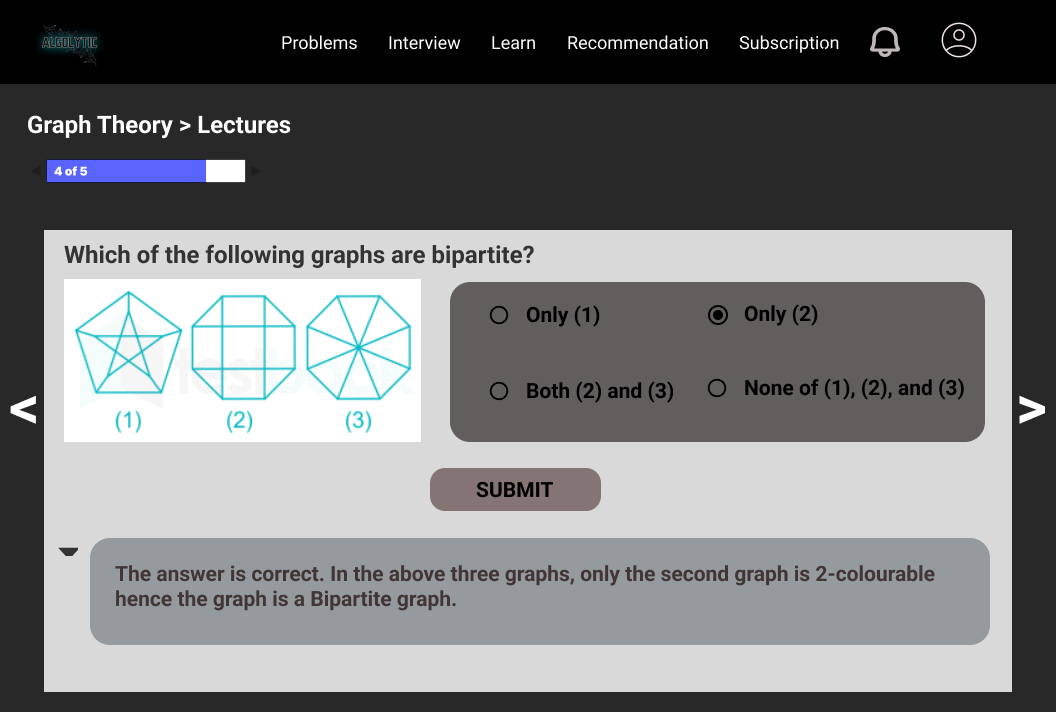 ALGOLYTIC
Problems Interview Learn Recommendation Subscription
Graph Theory > Lectures
4 of 5
Which of the following graphs are bipartite?
Only (1)
Only (2)
Both (2) and (3)
None of (1), (2), and (3)
(1) (2) (3)
<
>
SUBMIT
The answer is correct. In the above three graphs, only the second graph is 2-colourable
hence the graph is a Bipartite graph.